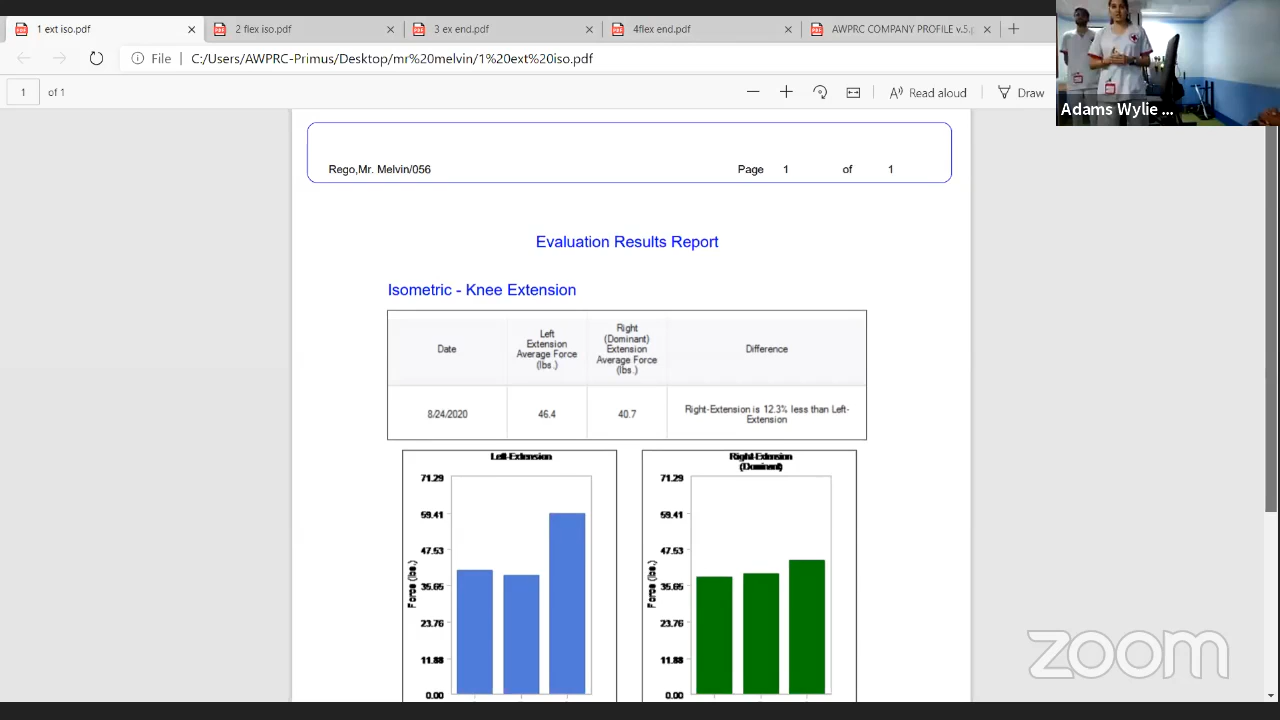 1 ext iso.pdf
2 flex iso.pdf
3 ex end.pdf
4flex end.pdf
AWPRC COMPANY PROFILE v.5.p
File
C:/Users/AWPRC-Primus/Desktop/mr%20melvin/1%20ext%20iso.pdf
1 of 1
Read aloud
Draw
Adams Wylie ...
Rego,Mr. Melvin/056
Page 1 of 1
Evaluation Results Report
Isometric - Knee Extension
Date
Left
Extension
Average Force
(lbs.)
Right
(Dominant)
Extension
Average Force
(lbs.)
Difference
8/24/2020
46.4
40.7
Right-Extension is 12.3% less than Left-
Extension
Left-Extension
71.29
59.41
47.53
35.65
23.76
11.88
0.00
Force (lbs.)
Right-Extension
(Dominant)
71.29
59.41
47.53
35.65
23.76
11.88
0.00
Force (lbs.)
zoom